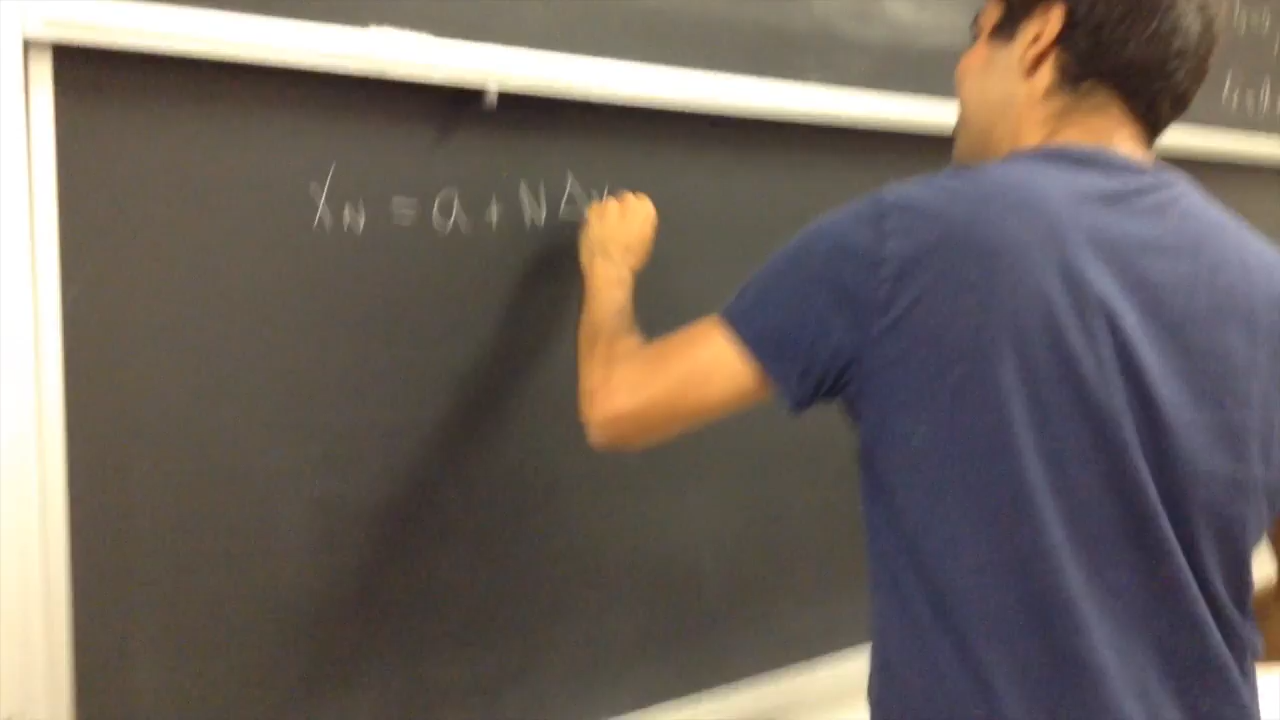 X_N = a + N Δx